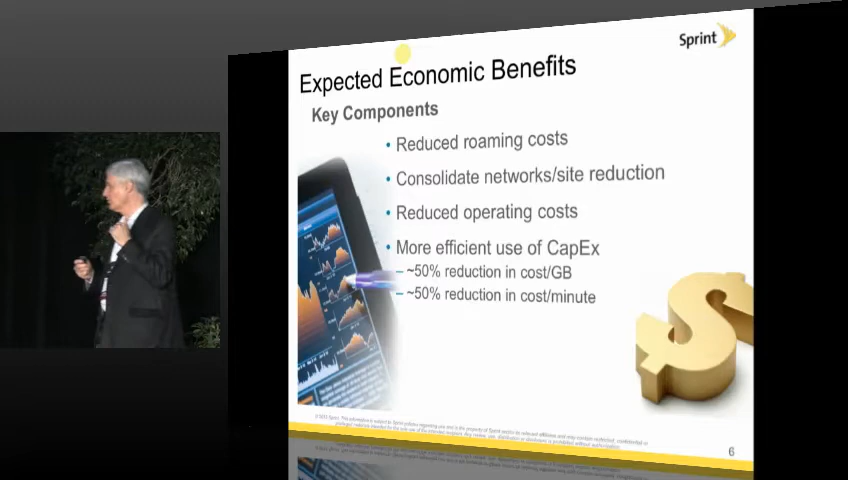 Sprint
Expected Economic Benefits
Key Components
• Reduced roaming costs
• Consolidate networks/site reduction
• Reduced operating costs
• More efficient use of CapEx
– ~50% reduction in cost/GB
– ~50% reduction in cost/minute
6